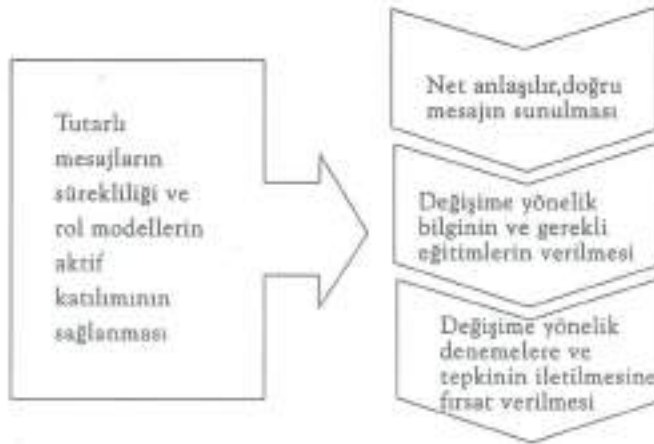 Tutarlı
mesajların
sürekliliği ve
rol modellerin
aktif
katılımının
sağlanması
Net anlaşılır,doğru
mesajın sunulması
Değişime yönelik
bilginin ve gerekli
eğitimlerin verilmesi
Değişime yönelik
denemelere ve
tepkinin iletilmesine
fırsat verilmesi